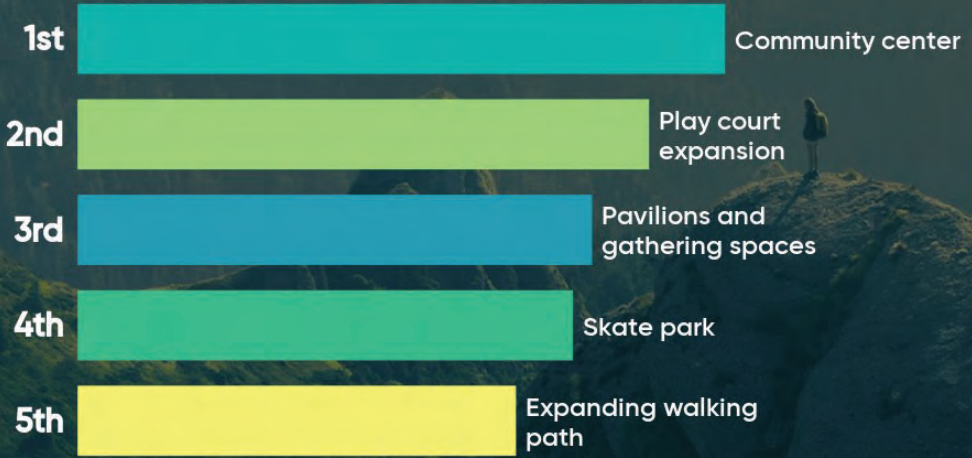 1st
Community center
2nd
Play court
expansion
3rd
Pavilions and
gathering spaces
4th
Skate park
5th
Expanding walking
path